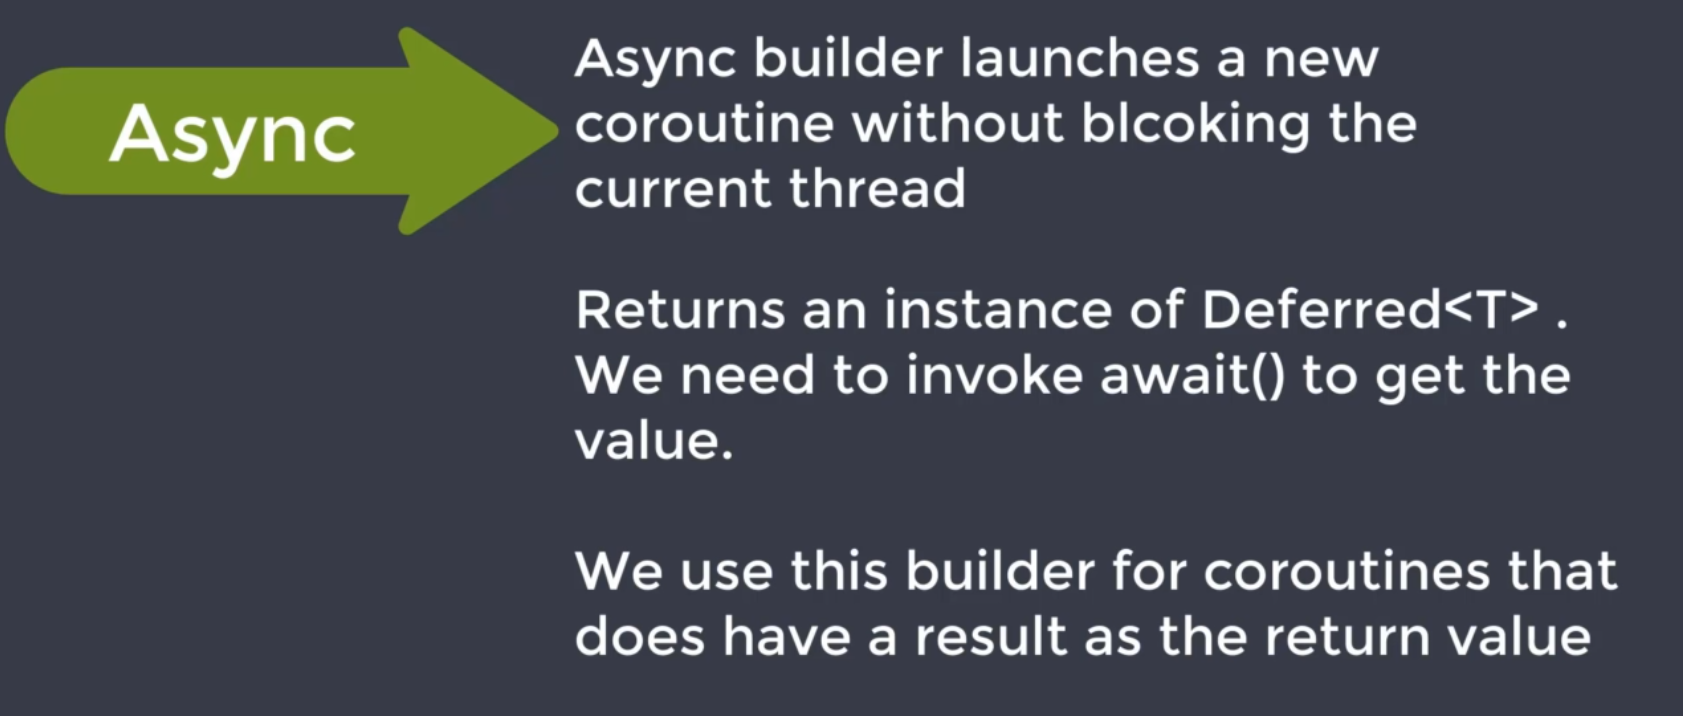 Async
Async builder launches a new
coroutine without blcoking the
current thread
Returns an instance of Deferred<T> .
We need to invoke await() to get the
value.
We use this builder for coroutines that
does have a result as the return value